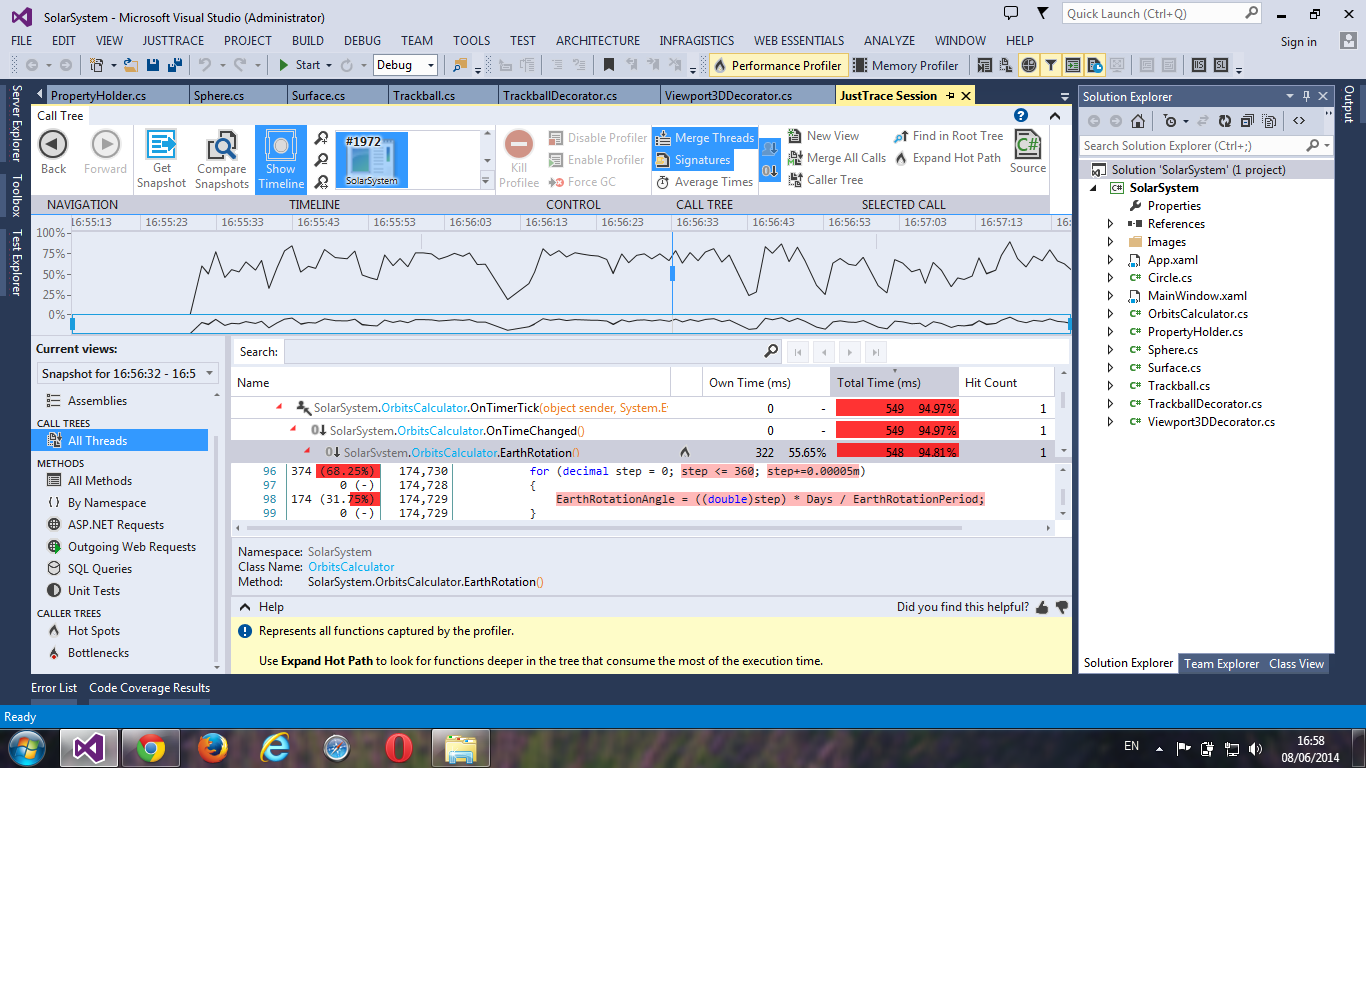 SolarSystem - Microsoft Visual Studio (Administrator)
Quick Launch (Ctrl+Q)
FILE EDIT VIEW JUSTTRACE PROJECT BUILD DEBUG TEAM TOOLS TEST ARCHITECTURE INFRAGISTICS WEB ESSENTIALS ANALYZE WINDOW HELP
Sign in
Start Debug Performance Profiler Memory Profiler
Server Explorer
Toolbox
Test Explorer
PropertyHolder.cs Sphere.cs Surface.cs Trackball.cs TrackballDecorator.cs Viewport3DDecorator.cs JustTrace Session
Call Tree
Back
Forward
Get Snapshot
Compare Snapshots
Show Timeline
#1972
SolarSystem
Kill Profilee
Disable Profiler
Enable Profiler
Force GC
Merge Threads
Signatures
Average Times
New View
Merge All Calls
Caller Tree
Find in Root Tree
Expand Hot Path
Source
NAVIGATION TIMELINE CONTROL CALL TREE SELECTED CALL
16:55:13 16:55:23 16:55:33 16:55:43 16:55:53 16:56:03 16:56:13 16:56:23 16:56:33 16:56:43 16:56:53 16:57:03 16:57:13 16:
100%
75%
50%
25%
0%
Current views:
Snapshot for 16:56:32 - 16:5
Assemblies
CALL TREES
All Threads
METHODS
All Methods
By Namespace
ASP.NET Requests
Outgoing Web Requests
SQL Queries
Unit Tests
CALLER TREES
Hot Spots
Bottlenecks
Search:
Name Own Time (ms) Total Time (ms) Hit Count
SolarSystem.OrbitsCalculator.OnTimerTick(object sender, System.E 0 - 549 94.97% 1
SolarSystem.OrbitsCalculator.OnTimeChanged() 0 - 549 94.97% 1
SolarSystem.OrbitsCalculator.EarthRotation() 322 55.65% 548 94.81% 1
96 374 (68.25%) 174,730 for (decimal step = 0; step <= 360; step+=0.00005m)
97 0 (-) 174,728 {
98 174 (31.75%) 174,729 EarthRotationAngle = ((double)step) * Days / EarthRotationPeriod;
99 0 (-) 174,729 }
Namespace: SolarSystem
Class Name: OrbitsCalculator
Method: SolarSystem.OrbitsCalculator.EarthRotation()
Help Did you find this helpful?
Represents all functions captured by the profiler.
Use Expand Hot Path to look for functions deeper in the tree that consume the most of the execution time.
Solution Explorer
Search Solution Explorer (Ctrl+;)
Solution 'SolarSystem' (1 project)
SolarSystem
Properties
References
Images
App.xaml
Circle.cs
MainWindow.xaml
OrbitsCalculator.cs
PropertyHolder.cs
Sphere.cs
Surface.cs
Trackball.cs
TrackballDecorator.cs
Viewport3DDecorator.cs
Solution Explorer Team Explorer Class View
Output
Error List Code Coverage Results
Ready
EN
16:58
08/06/2014